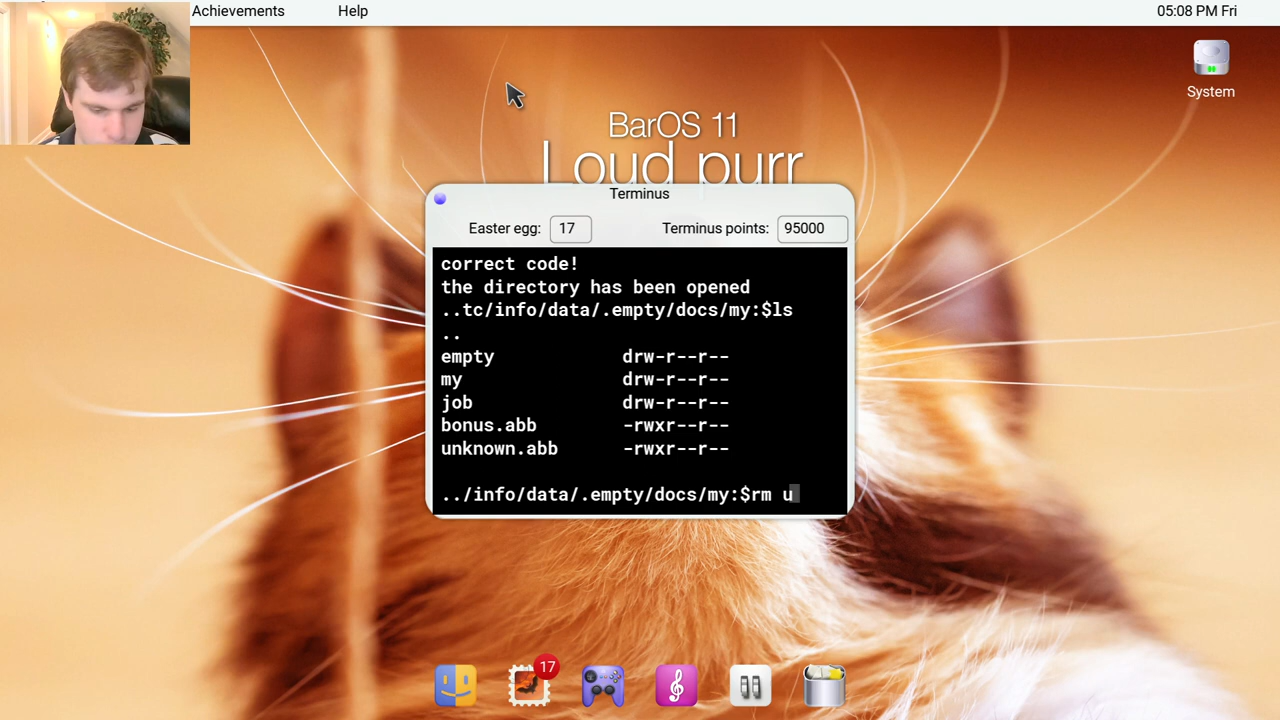 Achievements
Help
05:08 PM Fri
System
BarOS 11
Loud purr
Terminus
Easter egg:
17
Terminus points:
95000
correct code!
the directory has been opened
..tc/info/data/.empty/docs/my:$ls
..
empty drw-r--r--
my drw-r--r--
job drw-r--r--
bonus.abb -rwxr--r--
unknown.abb -rwxr--r--
../info/data/.empty/docs/my:$rm u
17